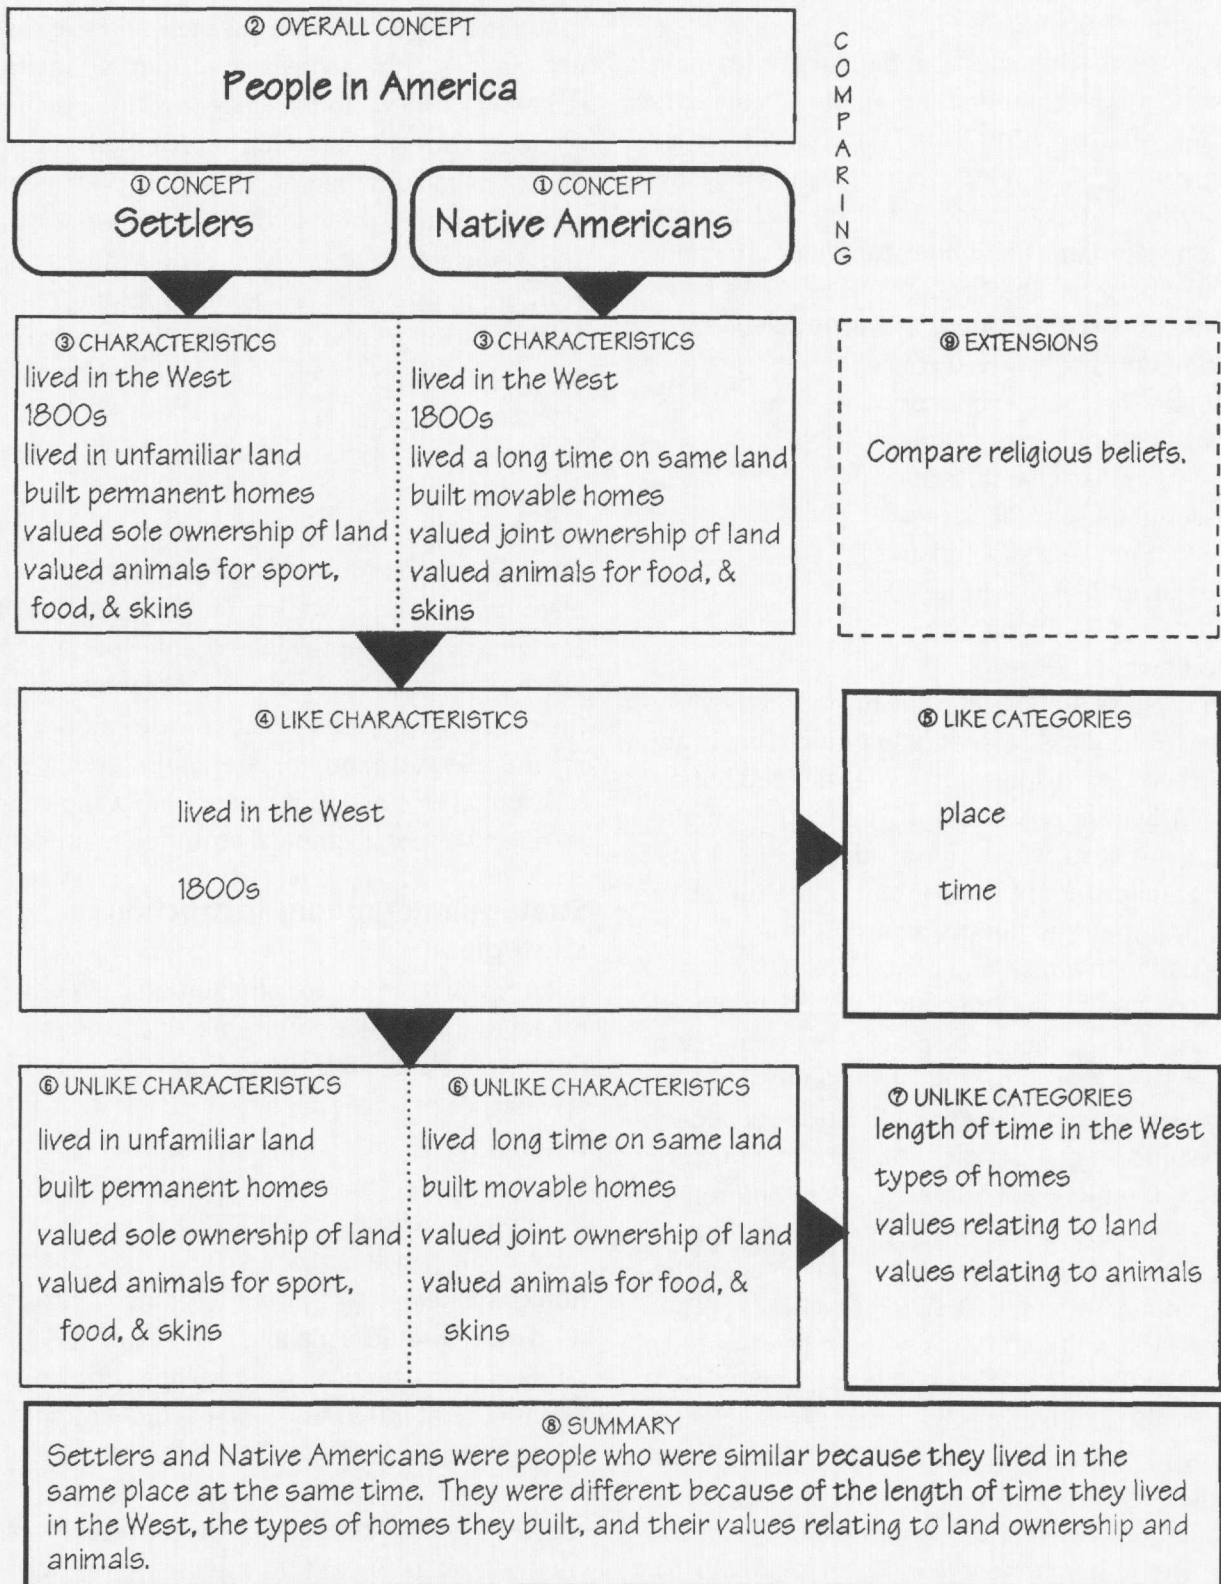 ② OVERALL CONCEPT
People in America
COMPARING
① CONCEPT
Settlers
① CONCEPT
Native Americans
③ CHARACTERISTICS
lived in the West
1800s
lived in unfamiliar land
built permanent homes
valued sole ownership of land
valued animals for sport,
food, & skins
③ CHARACTERISTICS
lived in the West
1800s
lived a long time on same land
built movable homes
valued joint ownership of land
valued animals for food, &
skins
⑨ EXTENSIONS
Compare religious beliefs.
④ LIKE CHARACTERISTICS
lived in the West
1800s
⑤ LIKE CATEGORIES
place
time
⑥ UNLIKE CHARACTERISTICS
lived in unfamiliar land
built permanent homes
valued sole ownership of land
valued animals for sport,
food, & skins
⑥ UNLIKE CHARACTERISTICS
lived long time on same land
built movable homes
valued joint ownership of land
valued animals for food, &
skins
⑦ UNLIKE CATEGORIES
length of time in the West
types of homes
values relating to land
values relating to animals
⑧ SUMMARY
Settlers and Native Americans were people who were similar because they lived in the
same place at the same time. They were different because of the length of time they lived
in the West, the types of homes they built, and their values relating to land ownership and
animals.